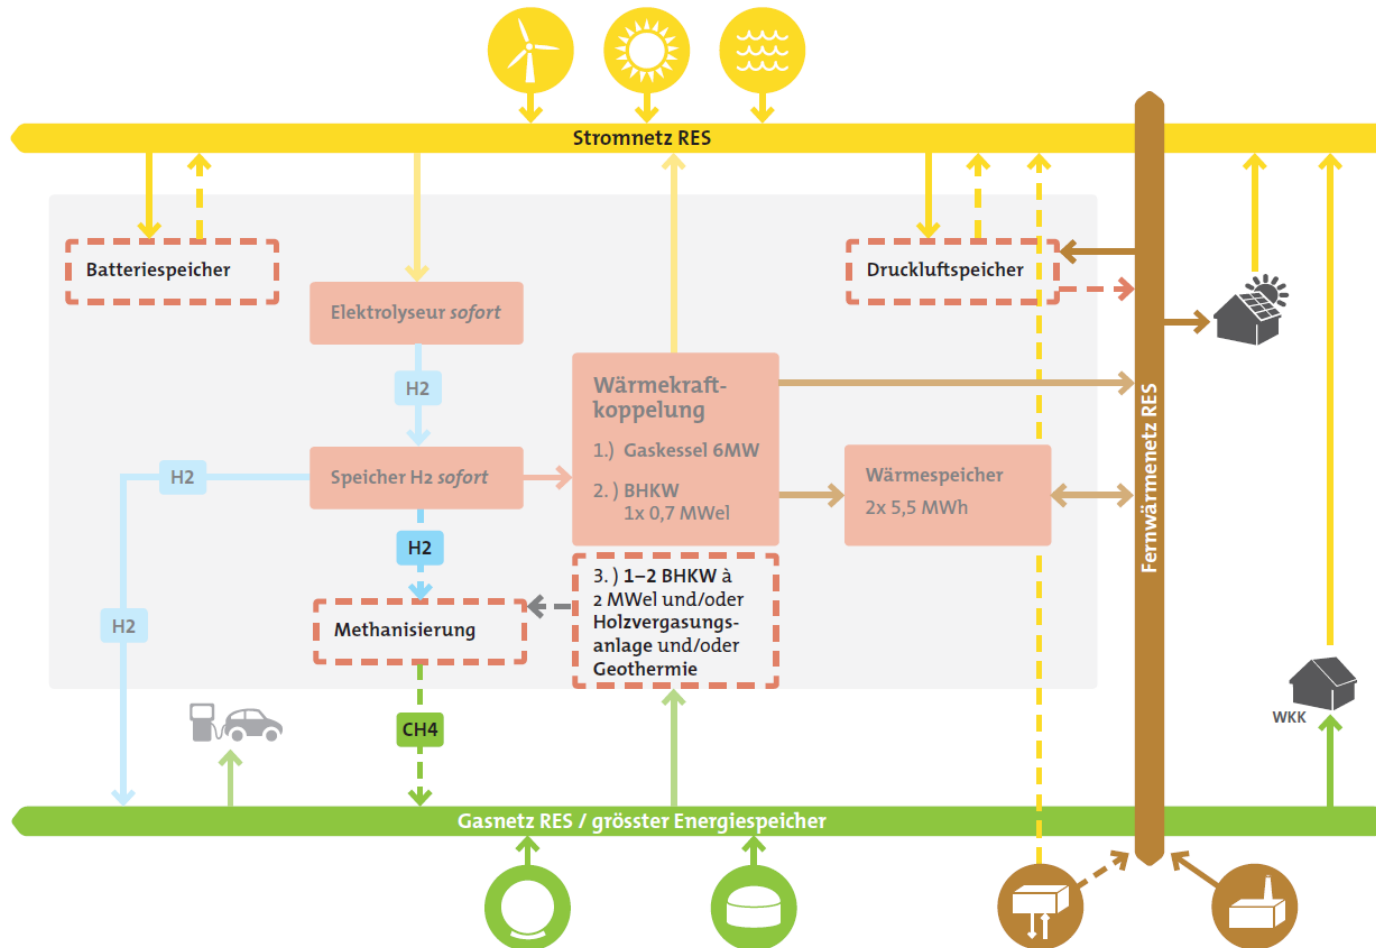 Stromnetz RES
Batteriespeicher
Druckluftspeicher
Elektrolyseur sofort
H2
Wärmekraft-
koppelung
1.) Gaskessel 6MW
2. ) BHKW
1x 0,7 MWel
H2
Speicher H2 sofort
Wärmespeicher
2x 5,5 MWh
Fernwärmenetz RES
H2
3. ) 1–2 BHKW à
2 MWel und/oder
Holzvergasungs-
anlage und/oder
Geothermie
H2
Methanisierung
CH4
WKK
Gasnetz RES / grösster Energiespeicher